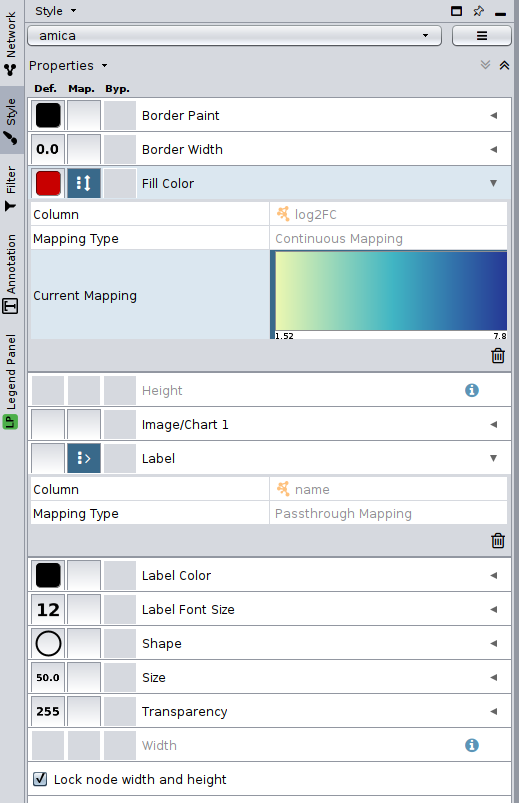 Style
amica
Properties
Def. Map. Byp.
Border Paint
0.0 Border Width
Fill Color
Column log2FC
Mapping Type Continuous Mapping
Current Mapping
1.52 7.8
Height
Image/Chart 1
Label
Column name
Mapping Type Passthrough Mapping
Label Color
12 Label Font Size
Shape
50.0 Size
255 Transparency
Width
Lock node width and height
Network
Style
Filter
Annotation
Legend Panel
LP